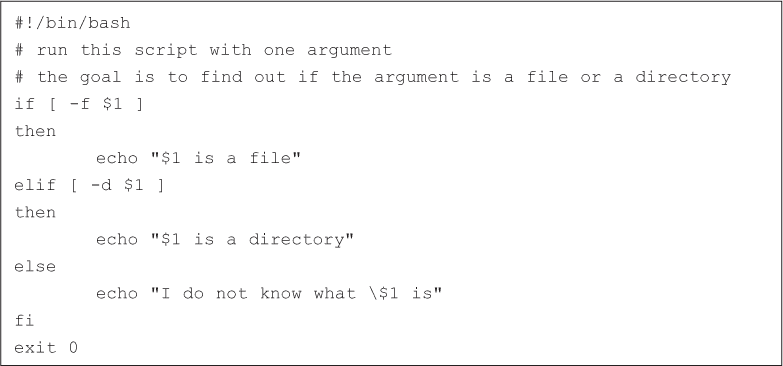 #!/bin/bash
# run this script with one argument
# the goal is to find out if the argument is a file or a directory
if [ -f $1 ]
then
        echo "$1 is a file"
elif [ -d $1 ]
then
        echo "$1 is a directory"
else
        echo "I do not know what \$1 is"
fi
exit 0